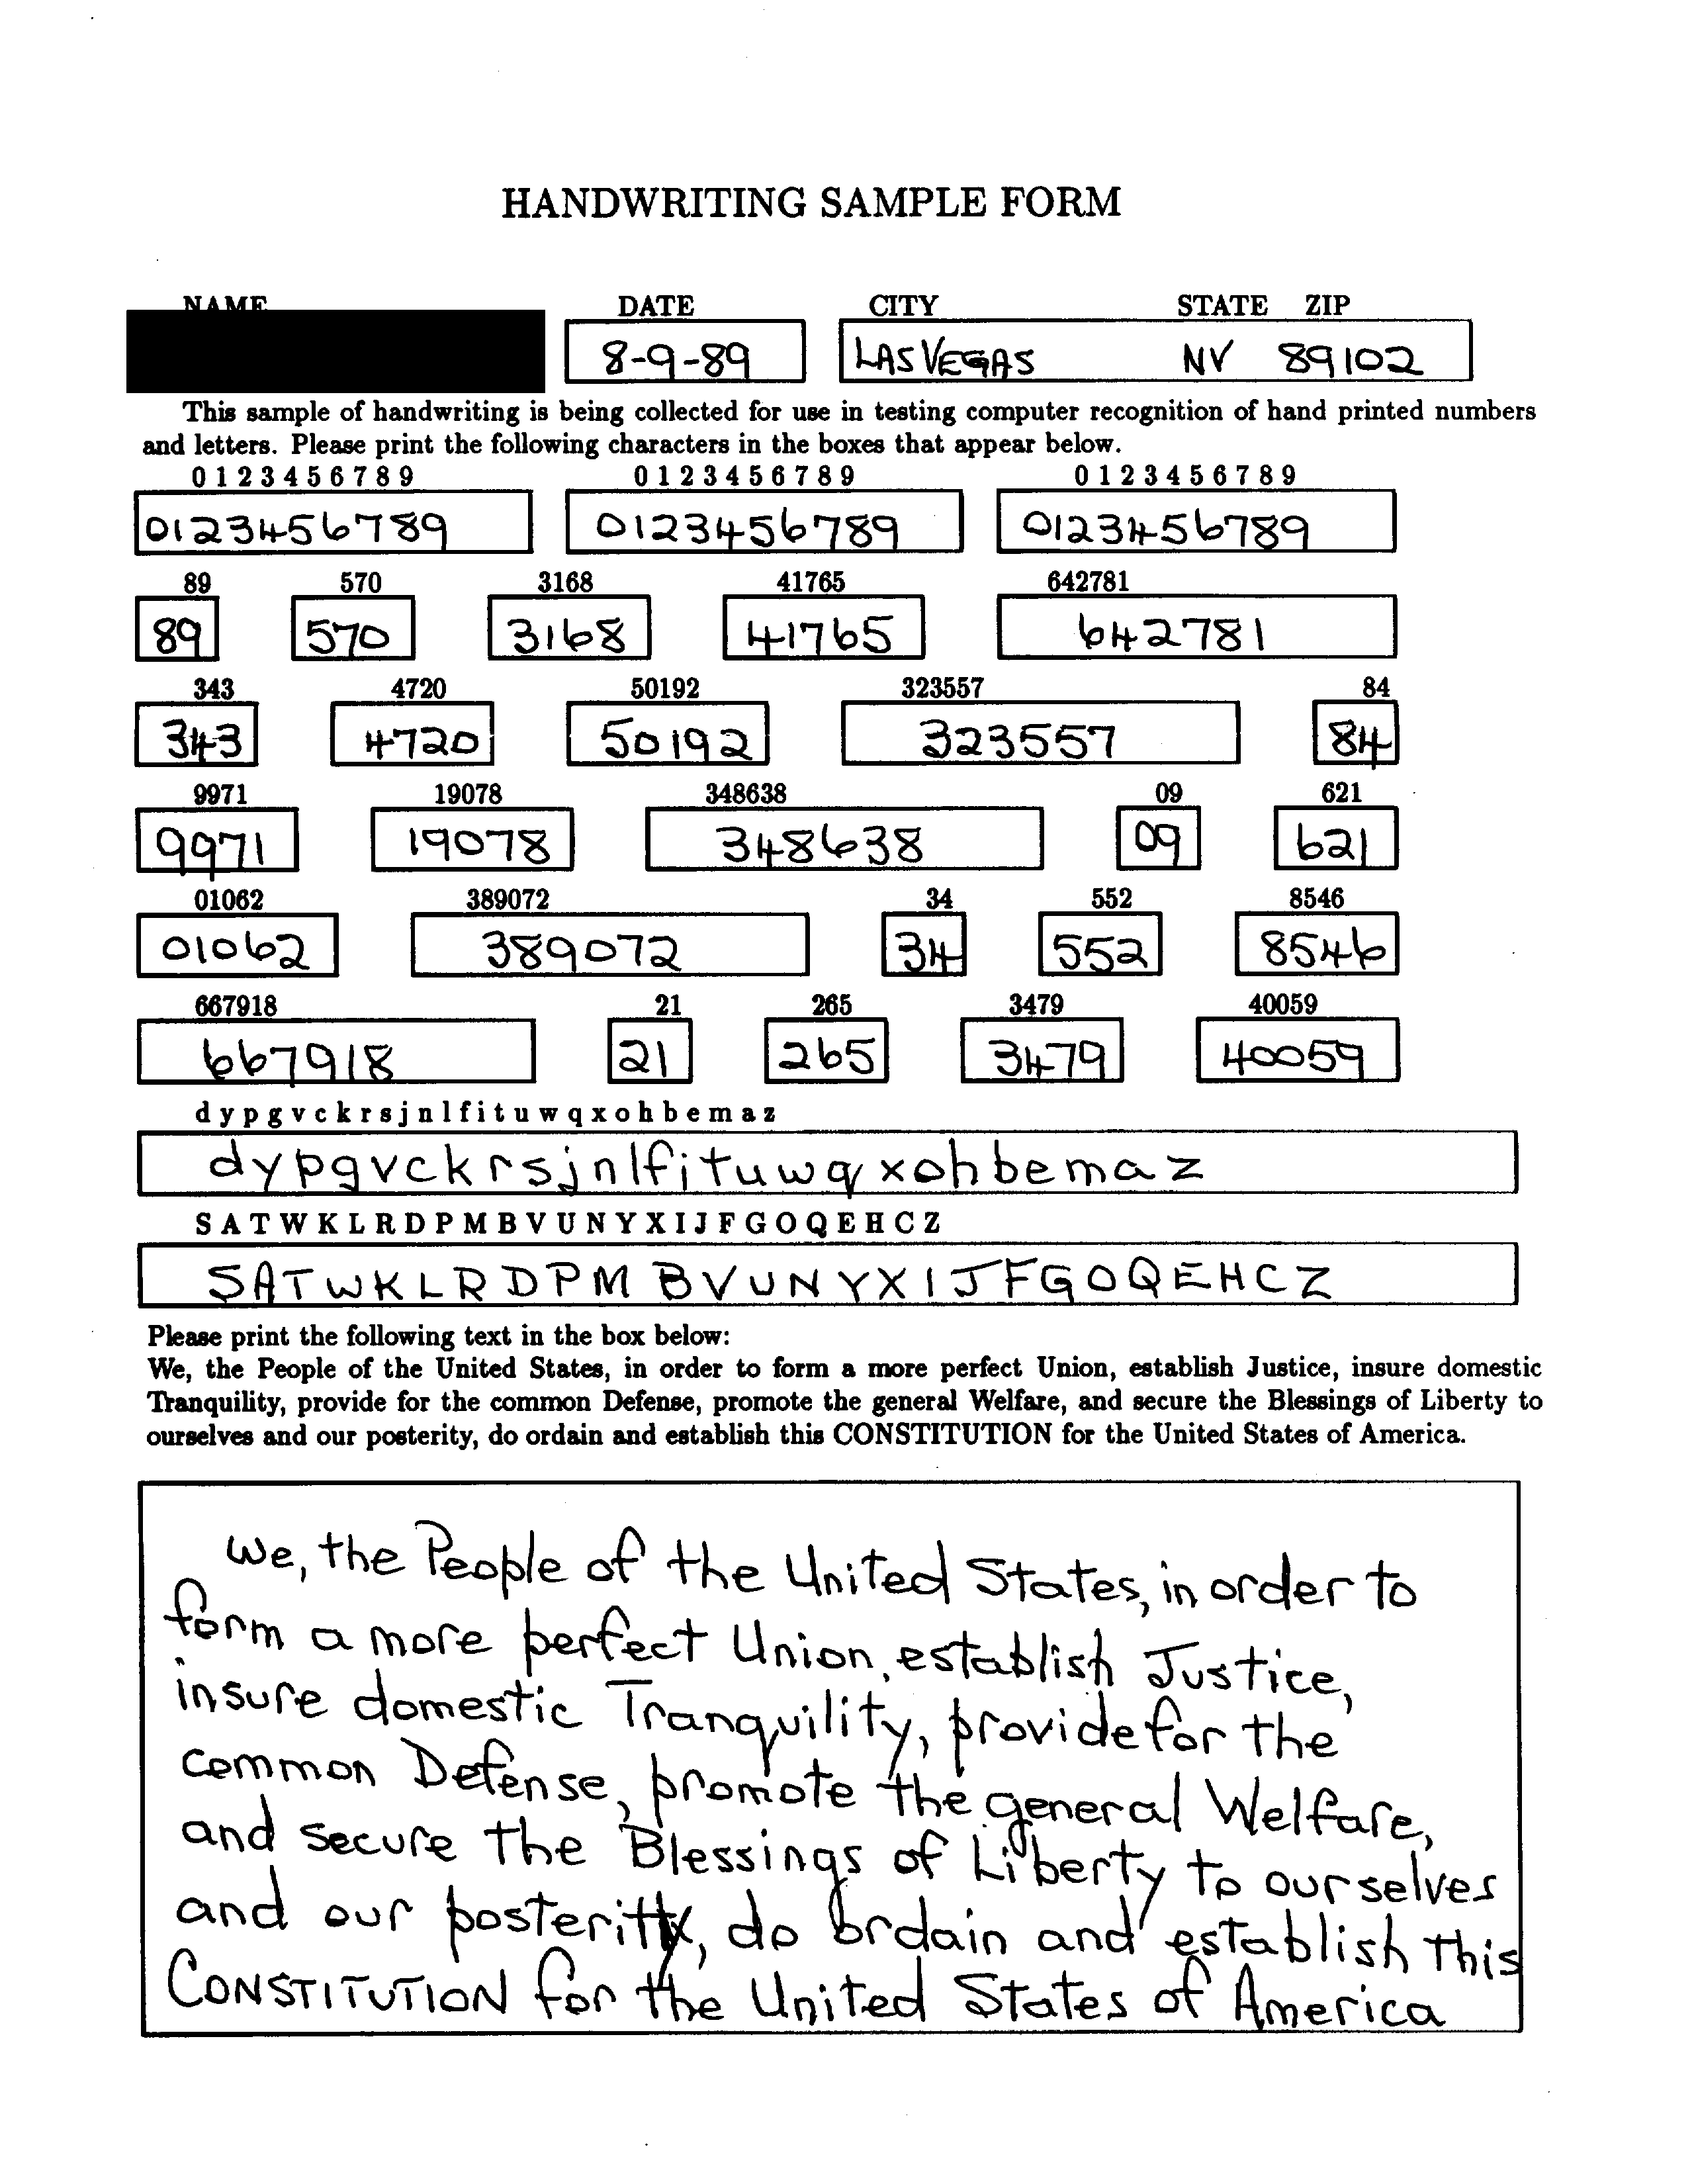 HANDWRITING SAMPLE FORM
NAME DATE CITY STATE ZIP
8-9-89 LAS VEGAS NV 89102
This sample of handwriting is being collected for use in testing computer recognition of hand printed numbers
and letters. Please print the following characters in the boxes that appear below.
0 1 2 3 4 5 6 7 8 9 0 1 2 3 4 5 6 7 8 9 0 1 2 3 4 5 6 7 8 9
0123456789 0123456789 0123456789
89 570 3168 41765 642781
89 570 3168 41765 642781
343 4720 50192 323557 84
343 4720 50192 323557 84
9971 19078 348638 09 621
9971 19078 348638 09 621
01062 389072 34 552 8546
01062 389072 34 552 8546
667918 21 265 3479 40059
667918 21 265 3479 40059
d y p g v c k r s j n l f i t u w q x o h b e m a z
dypgvckrsjnlfituwqxohbemaz
S A T W K L R D P M B V U N Y X I J F G O Q E H C Z
SATWKLRDPMBVUNYXIJFGOQEHCZ
Please print the following text in the box below:
We, the People of the United States, in order to form a more perfect Union, establish Justice, insure domestic
Tranquility, provide for the common Defense, promote the general Welfare, and secure the Blessings of Liberty to
ourselves and our posterity, do ordain and establish this CONSTITUTION for the United States of America.
We, the People of the United States, in order to
form a more perfect Union, establish Justice,
insure domestic Tranquility, provide for the
common Defense, promote the general Welfare,
and secure the Blessings of Liberty to ourselves
and our posterity, do ordain and establish this
CONSTITUTION for the United States of America